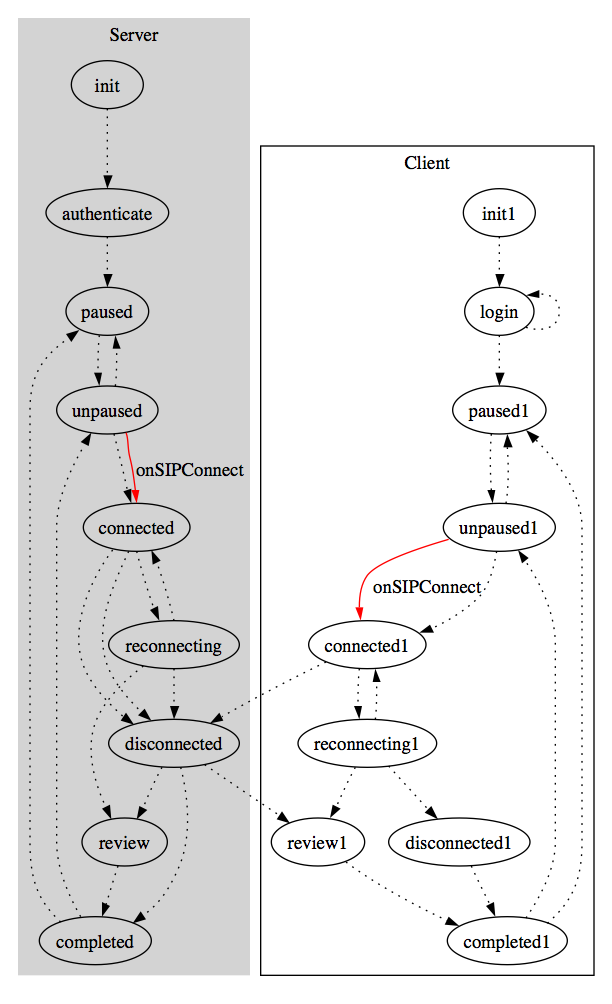 Server
init
authenticate
paused
unpaused
onSIPConnect
connected
reconnecting
disconnected
review
completed
Client
init1
login
paused1
unpaused1
onSIPConnect
connected1
reconnecting1
review1
disconnected1
completed1